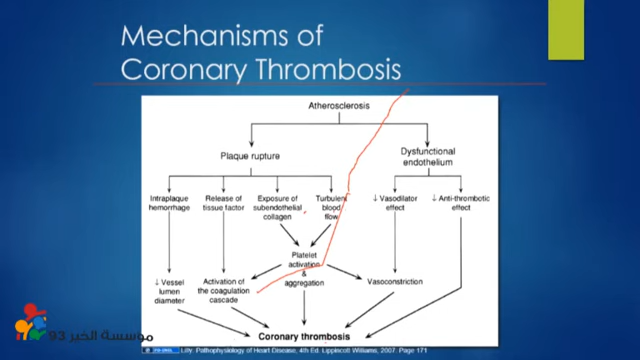 Mechanisms of
Coronary Thrombosis
Atherosclerosis
Plaque rupture
Dysfunctional
endothelium
Intraplaque
hemorrhage
Release of
tissue factor
Exposure of
subendothelial
collagen
Turbulent
blood
flow
↓ Vasodilator
effect
↓ Anti-thrombotic
effect
Platelet
activation
&
aggregation
↓ Vessel
lumen
diameter
Activation of
the coagulation
cascade
Vasoconstriction
Coronary thrombosis
مؤسسة الخبر 93
Lilly: Pathophysiology of Heart Disease, 4th Ed. Lippincott Williams, 2007. Page 171